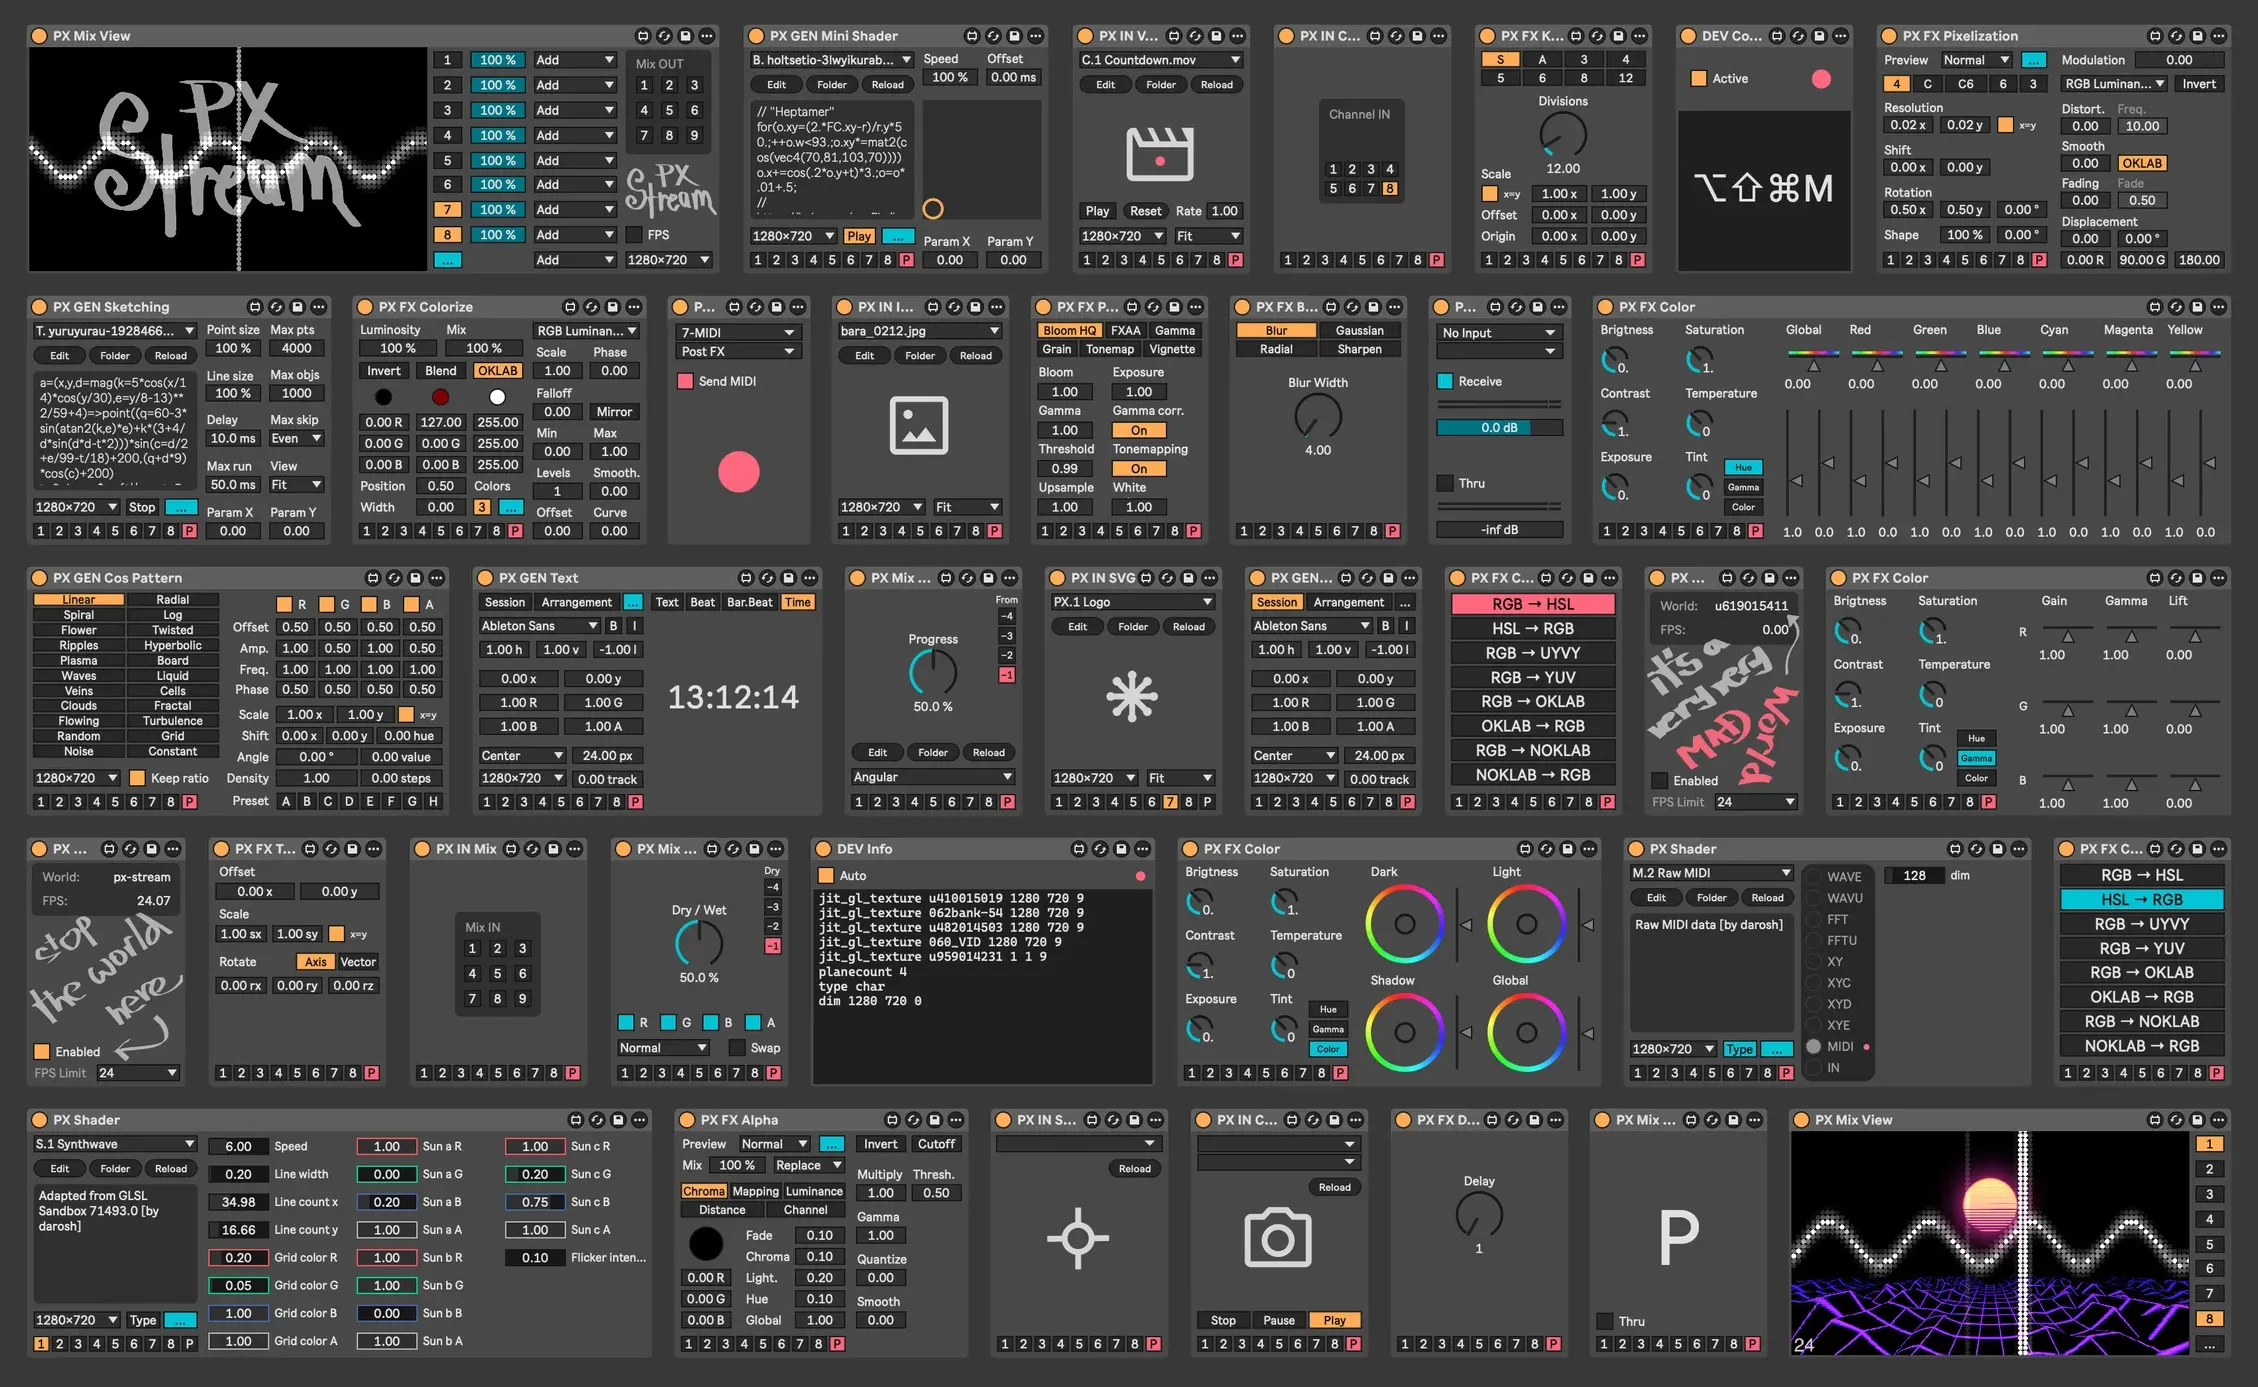 PX Mix View
PX Stream
1 100 % Add
2 100 % Add
3 100 % Add
4 100 % Add
5 100 % Add
6 100 % Add
7 100 % Add
8 100 % Add
... Add
Mix OUT
1 2 3
4 5 6
7 8 9
PX Stream
FPS
1280×720
PX GEN Mini Shader
B. holtsetio-3lwyikurab...
Edit Folder Reload
// "Heptamer"
for(o.xy=(2.*FC.xy-r)/r.y*5
0.;++o.w<93.;o.xy*=mat2(c
os(vec4(70,81,103,70))))
o.x+=cos(.2*o.y+t)*3.;o=o*
.01+.5;
//
1280×720 Play ...
1 2 3 4 5 6 7 8 P
Speed Offset
100 % 0.00 ms
Param X Param Y
0.00 0.00
PX IN V...
C.1 Countdown.mov
Edit Folder Reload
Play Reset Rate 1.00
1280×720 Fit
1 2 3 4 5 6 7 8 P
PX IN C...
Channel IN
1 2 3 4
5 6 7 8
1 2 3 4 5 6 7 8 P
PX FX K...
S A 3 4
5 6 8 12
Divisions
12.00
Scale
x=y 1.00 x 1.00 y
Offset 0.00 x 0.00 y
Origin 0.00 x 0.00 y
1 2 3 4 5 6 7 8 P
DEV Co...
Active
⌥⇧⌘M
PX FX Pixelization
Preview Normal ...
4 C C6 6 3
Resolution
0.02 x 0.02 y x=y
Shift
0.00 x 0.00 y
Rotation
0.50 x 0.50 y 0.00 °
Shape 100 % 0.00 °
1 2 3 4 5 6 7 8 P
Modulation 0.00
RGB Luminan... Invert
Distort. Freq.
0.00 10.00
Smooth
0.00 OKLAB
Fading Fade
0.00 0.50
Displacement
0.00 0.00 °
0.00 R 90.00 G 180.00
PX GEN Sketching
T. yuruyurau-1928466...
Edit Folder Reload
a=(x,y,d=mag(k=5*cos(x/1
4)*cos(y/30),e=y/8-13)**
2/59+4)=>point((q=60-3*
sin(atan2(k,e)*e)+k*(3+4/
d*sin(d*d-t*2)))*sin(c=d/2
+e/99-t/18)+200,(q+d*9)
*cos(c)+200)
1280×720 Stop ...
1 2 3 4 5 6 7 8 P
Point size Max pts
100 % 4000
Line size Max objs
100 % 1000
Delay Max skip
10.0 ms Even
Max run View
50.0 ms Fit
Param X Param Y
0.00 0.00
PX FX Colorize
Luminosity Mix
100 % 100 %
Invert Blend OKLAB
0.00 R 127.00 255.00
0.00 G 0.00 G 255.00
0.00 B 0.00 B 255.00
Position 0.50 Colors
Width 0.00 3 ...
1 2 3 4 5 6 7 8 P
RGB Luminan...
Scale Phase
1.00 0.00
Falloff
0.00 Mirror
Min Max
0.00 1.00
Levels Smooth.
1 0.00
Offset Curve
0.00 0.00
P...
7-MIDI
Post FX
Send MIDI
PX IN I...
bara_0212.jpg
Edit Folder Reload
1280×720 Fit
1 2 3 4 5 6 7 8 P
PX FX P...
Bloom HQ FXAA Gamma
Grain Tonemap Vignette
Bloom Exposure
1.00 1.00
Gamma Gamma corr.
1.00 On
Threshold Tonemapping
0.99 On
Upsample White
1.00 1.00
1 2 3 4 5 6 7 8 P
PX FX B...
Blur Gaussian
Radial Sharpen
Blur Width
4.00
1 2 3 4 5 6 7 8 P
P...
No Input
Receive
0.0 dB
Thru
-inf dB
PX FX Color
Brigtness Saturation
0. 1.
Contrast Temperature
1. 0
Exposure Tint
0. 0
Hue
Gamma
Color
1 2 3 4 5 6 7 8 P
Global Red Green Blue Cyan Magenta Yellow
0.00 0.00 0.00 0.00 0.00 0.00 0.00
1.0 0.0 1.0 0.0 1.0 0.0 1.0 0.0 1.0 0.0 1.0 0.0 1.0 0.0
PX GEN Cos Pattern
Linear Radial
Spiral Log
Flower Twisted
Ripples Hyperbolic
Plasma Board
Waves Liquid
Veins Cells
Clouds Fractal
Flowing Turbulence
Random Grid
Noise Constant
1280×720 Keep ratio
1 2 3 4 5 6 7 8 P
R G B A
Offset 0.50 0.50 0.50 0.50
Amp. 1.00 0.50 1.00 0.50
Freq. 1.00 1.00 1.00 1.00
Phase 0.50 0.50 0.50 0.50
Scale 1.00 x 1.00 y x=y
Shift 0.00 x 0.00 y 0.00 hue
Angle 0.00 ° 0.00 value
Density 1.00 0.00 steps
Preset A B C D E F G H
PX GEN Text
Session Arrangement ... Text Beat Bar.Beat Time
Ableton Sans B I
1.00 h 1.00 v -1.00 l
0.00 x 0.00 y
1.00 R 1.00 G
1.00 B 1.00 A
Center 24.00 px
1280×720 0.00 track
1 2 3 4 5 6 7 8 P
13:12:14
PX Mix ...
From
-4
-3
-2
-1
Progress
50.0 %
Edit Folder Reload
Angular
1 2 3 4 5 6 7 8 P
PX IN SVG
PX.1 Logo
Edit Folder Reload
1280×720 Fit
1 2 3 4 5 6 7 8 P
PX GEN...
Session Arrangement ...
Ableton Sans B I
1.00 h 1.00 v -1.00 l
0.00 x 0.00 y
1.00 R 1.00 G
1.00 B 1.00 A
Center 24.00 px
1280×720 0.00 track
1 2 3 4 5 6 7 8 P
PX FX C...
RGB → HSL
HSL → RGB
RGB → UYVY
RGB → YUV
RGB → OKLAB
OKLAB → RGB
RGB → NOKLAB
NOKLAB → RGB
1 2 3 4 5 6 7 8 P
PX ...
World: u619015411
FPS: 0.00
it's a
very very
MAD World
Enabled
FPS Limit 24
PX FX Color
Brigtness Saturation
0. 1.
Contrast Temperature
1. 0
Exposure Tint
0. 0
Hue
Gamma
Color
1 2 3 4 5 6 7 8 P
Gain Gamma Lift
R
1.00 1.00 0.00
G
1.00 1.00 0.00
B
1.00 1.00 0.00
PX ...
World: px-stream
FPS: 24.07
stop
the world
here
Enabled
FPS Limit 24
PX FX T...
Offset
0.00 x 0.00 y
Scale
1.00 sx 1.00 sy x=y
Rotate Axis Vector
0.00 rx 0.00 ry 0.00 rz
1 2 3 4 5 6 7 8 P
PX IN Mix
Mix IN
1 2 3
4 5 6
7 8 9
1 2 3 4 5 6 7 8 P
PX Mix ...
Dry
-4
-3
-2
-1
Dry / Wet
50.0 %
R G B A
Normal Swap
1 2 3 4 5 6 7 8 P
DEV Info
Auto
jit_gl_texture u410015019 1280 720 9
jit_gl_texture 062bank-54 1280 720 9
jit_gl_texture u482014503 1280 720 9
jit_gl_texture 060_VID 1280 720 9
jit_gl_texture u959014231 1 1 9
planecount 4
type char
dim 1280 720 0
PX FX Color
Brigtness Saturation
0. 1.
Contrast Temperature
1. 0
Exposure Tint
0. 0
Hue
Gamma
Color
1 2 3 4 5 6 7 8 P
Dark Light
Shadow Global
PX Shader
M.2 Raw MIDI
Edit Folder Reload
Raw MIDI data [by darosh]
1280×720 Type ...
1 2 3 4 5 6 7 8 P
WAVE
WAVU
FFT
FFTU
XY
XYC
XYD
XYE
MIDI
IN
128 dim
PX FX C...
RGB → HSL
HSL → RGB
RGB → UYVY
RGB → YUV
RGB → OKLAB
OKLAB → RGB
RGB → NOKLAB
NOKLAB → RGB
1 2 3 4 5 6 7 8 P
PX Shader
S.1 Synthwave
Edit Folder Reload
Adapted from GLSL
Sandbox 71493.0 [by
darosh]
1280×720 Type ...
1 2 3 4 5 6 7 8 P
6.00 Speed 1.00 Sun a R 1.00 Sun c R
0.20 Line width 0.00 Sun a G 0.20 Sun c G
34.98 Line count x 0.20 Sun a B 0.75 Sun c B
16.66 Line count y 1.00 Sun a A 1.00 Sun c A
0.20 Grid color R 1.00 Sun b R 0.10 Flicker inten...
0.05 Grid color G 1.00 Sun b G
1.00 Grid color B 0.00 Sun b B
1.00 Grid color A 1.00 Sun b A
PX FX Alpha
Preview Normal ... Invert Cutoff
Mix 100 % Replace
Chroma Mapping Luminance
Distance Channel
Fade 0.10
Chroma 0.10
0.00 R Light. 0.20
0.00 G Hue 0.10
0.00 B Global 1.00
1 2 3 4 5 6 7 8 P
Multiply Thresh.
1.00 0.50
Gamma
1.00
Quantize
0.00
Smooth
0.00
PX IN S...
Reload
1 2 3 4 5 6 7 8 P
PX IN C...
Reload
Stop Pause Play
1 2 3 4 5 6 7 8 P
PX FX D...
Delay
1
1 2 3 4 5 6 7 8 P
PX Mix ...
P
Thru
1 2 3 4 5 6 7 8 P
PX Mix View
24
1
2
3
4
5
6
7
8
...